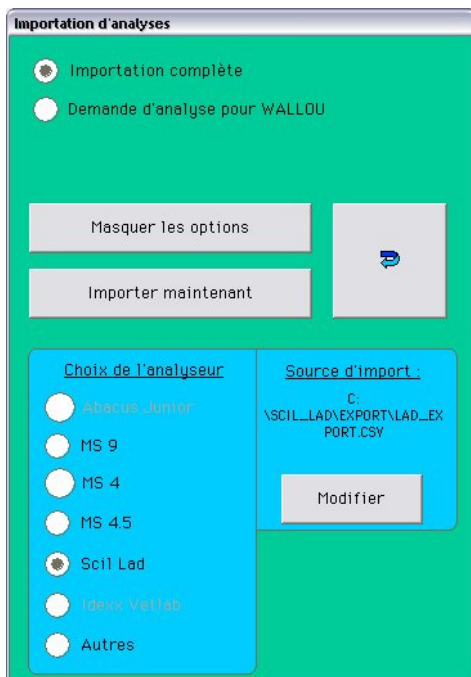 Importation d'analyses
Importation complète
Demande d'analyse pour WALLOU
Masquer les options
Importer maintenant
Choix de l'analyseur
Abacus Junior
MS 9
MS 4
MS 4.5
Scil Lad
Idexx Vetlab
Autres
Source d'import :
C:
\SCIL_LAD\EXPORT\LAD_EX
PORT.CSV
Modifier